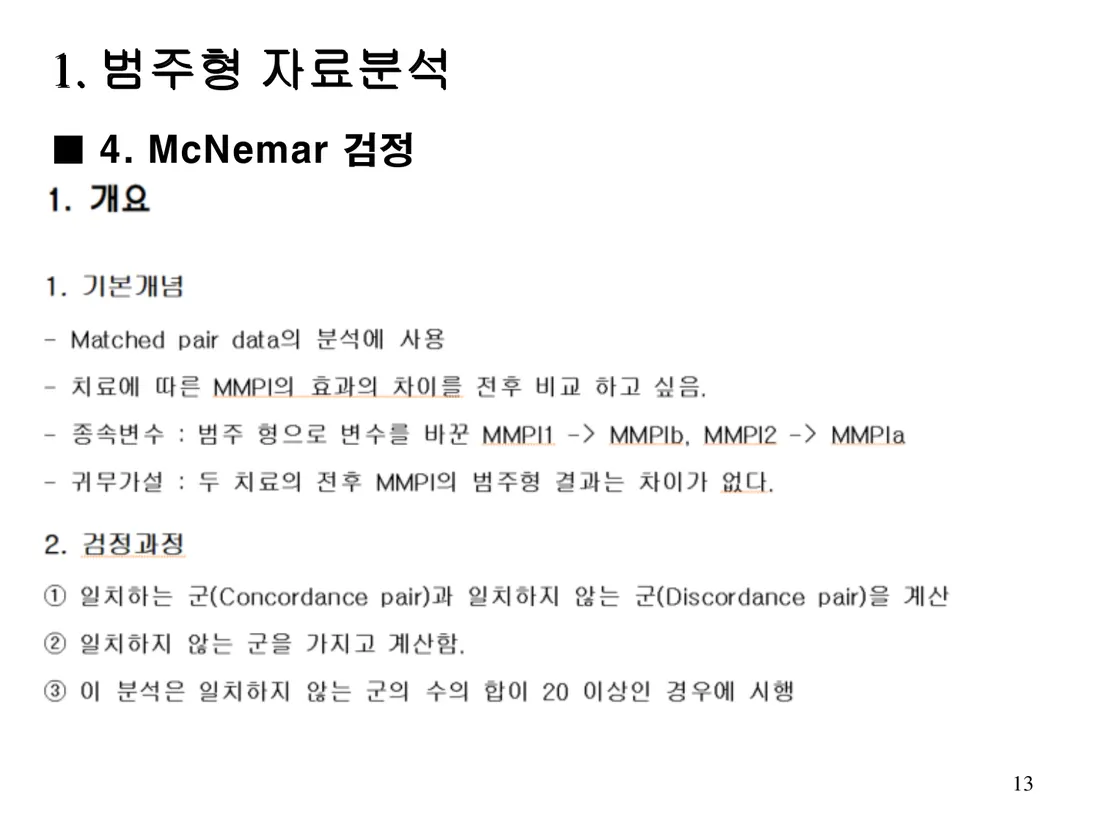 1. 범주형 자료분석
■ 4. McNemar 검정
1. 개요
1. 기본개념
- Matched pair data의 분석에 사용
- 치료에 따른 MMPI의 효과의 차이를 전후 비교 하고 싶음.
- 종속변수 : 범주 형으로 변수를 바꾼 MMPI1 -> MMPIb, MMPI2 -> MMPIa
- 귀무가설 : 두 치료의 전후 MMPI의 범주형 결과는 차이가 없다.
2. 검정과정
① 일치하는 군(Concordance pair)과 일치하지 않는 군(Discordance pair)을 계산
② 일치하지 않는 군을 가지고 계산함.
③ 이 분석은 일치하지 않는 군의 수의 합이 20 이상인 경우에 시행
13